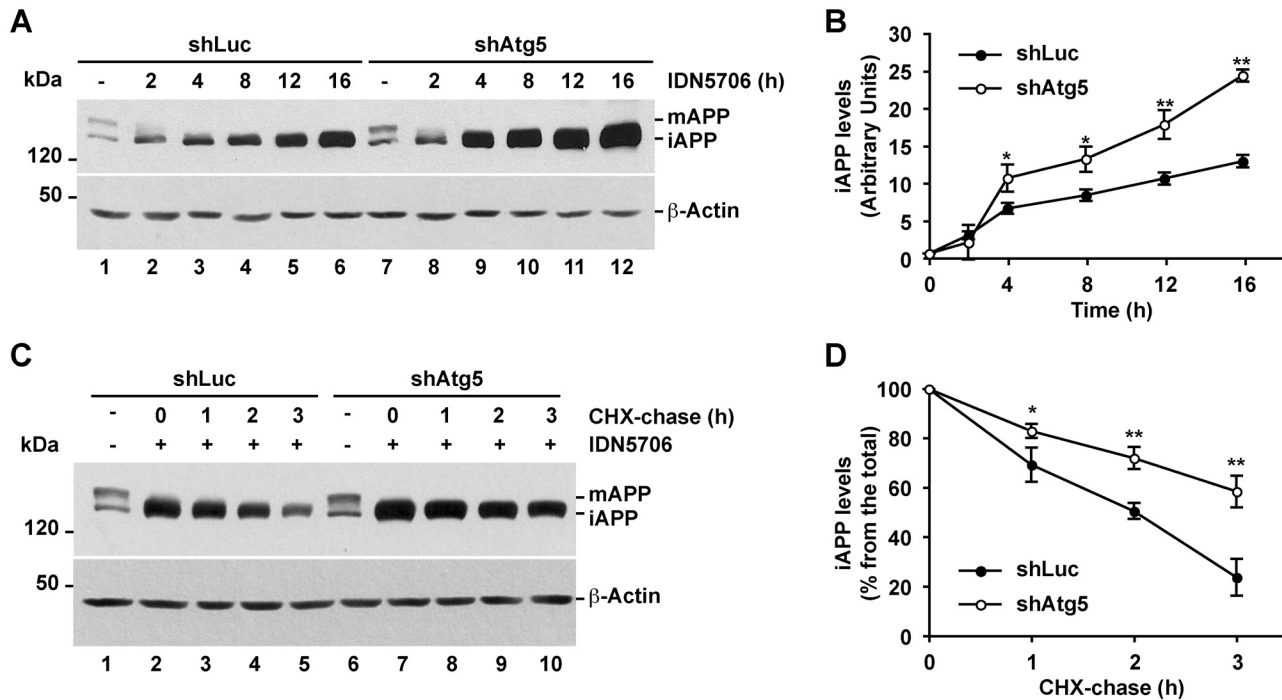 A
shLuc
shAtg5
kDa
- 2 4 8 12 16 - 2 4 8 12 16 IDN5706 (h)
mAPP
iAPP
120
50
β-Actin
1 2 3 4 5 6 7 8 9 10 11 12
B
30
25
20
15
10
5
0
iAPP levels
(Arbitrary Units)
shLuc
shAtg5
* * ** **
0 4 8 12 16
Time (h)
C
shLuc
shAtg5
- 0 1 2 3 - 0 1 2 3 CHX-chase (h)
kDa
- + + + + - + + + + IDN5706
mAPP
iAPP
120
50
β-Actin
1 2 3 4 5 6 7 8 9 10
D
100
80
60
40
20
0
iAPP levels
(% from the total)
* ** **
shLuc
shAtg5
0 1 2 3
CHX-chase (h)